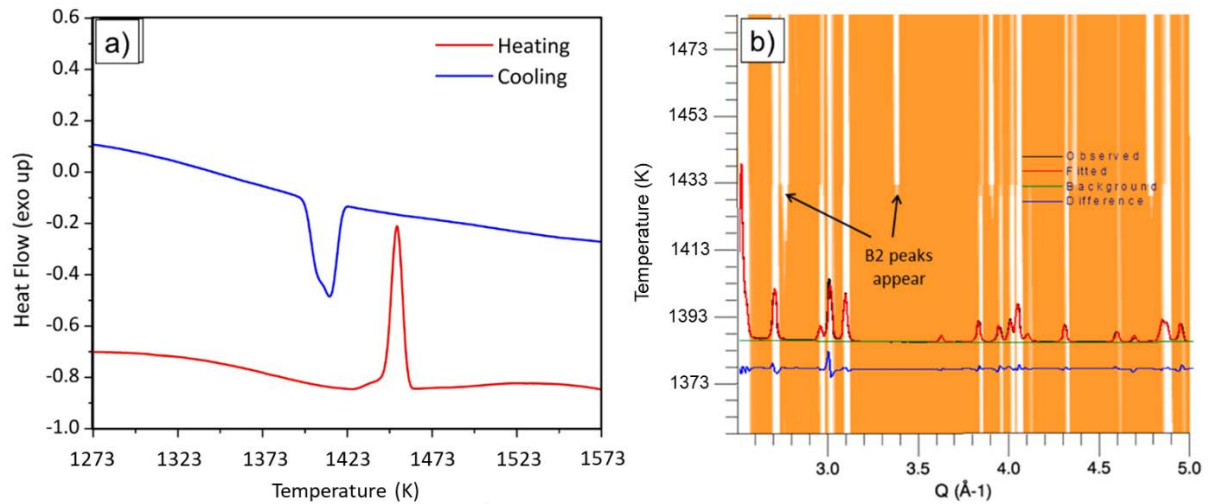 a)
Heating
Cooling
0.6
0.4
0.2
0.0
-0.2
-0.4
-0.6
-0.8
-1.0
Heat Flow (exo up)
1273 1323 1373 1423 1473 1523 1573
Temperature (K)
b)
1473
1453
1433
1413
1393
1373
Temperature (K)
Observed
Fitted
Background
Difference
B2 peaks
appear
3.0 3.5 4.0 4.5 5.0
Q (Å-1)